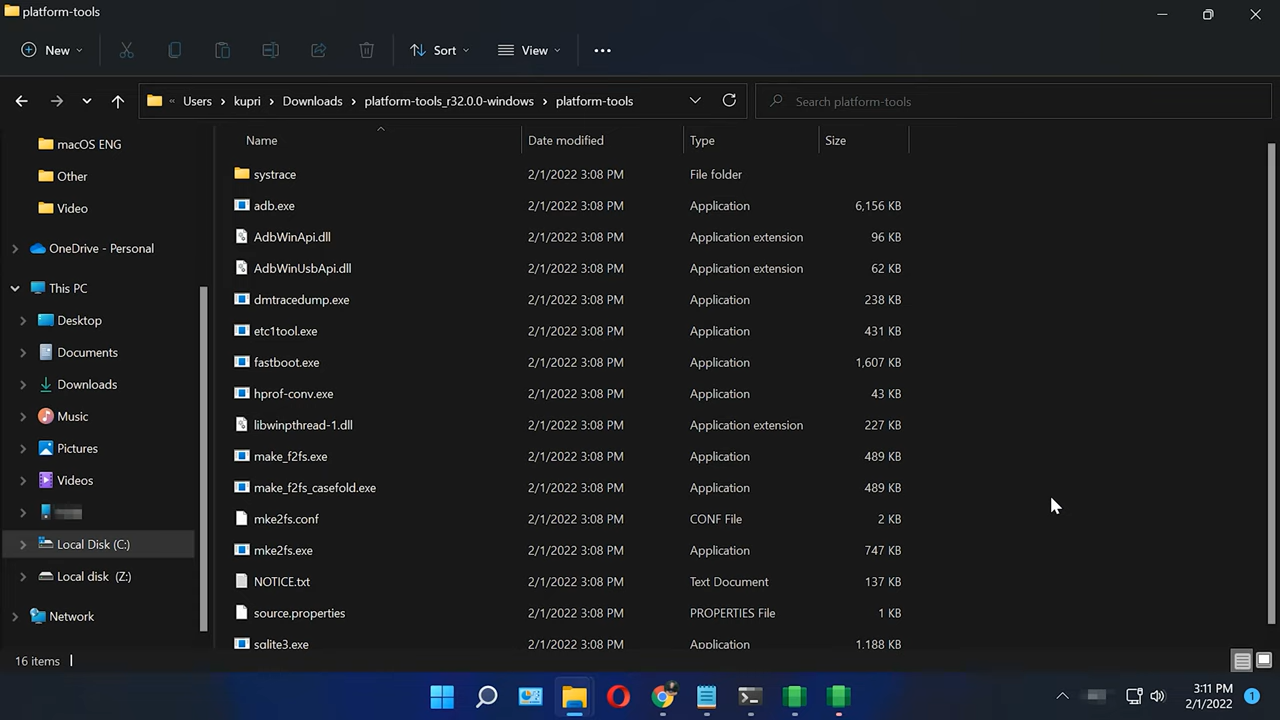 platform-tools
New
Sort
View
« Users › kupri › Downloads › platform-tools_r32.0.0-windows › platform-tools
Search platform-tools
macOS ENG
Other
Video
OneDrive - Personal
This PC
Desktop
Documents
Downloads
Music
Pictures
Videos
Local Disk (C:)
Local disk (Z:)
Network
Name Date modified Type Size
systrace 2/1/2022 3:08 PM File folder
adb.exe 2/1/2022 3:08 PM Application 6,156 KB
AdbWinApi.dll 2/1/2022 3:08 PM Application extension 96 KB
AdbWinUsbApi.dll 2/1/2022 3:08 PM Application extension 62 KB
dmtracedump.exe 2/1/2022 3:08 PM Application 238 KB
etc1tool.exe 2/1/2022 3:08 PM Application 431 KB
fastboot.exe 2/1/2022 3:08 PM Application 1,607 KB
hprof-conv.exe 2/1/2022 3:08 PM Application 43 KB
libwinpthread-1.dll 2/1/2022 3:08 PM Application extension 227 KB
make_f2fs.exe 2/1/2022 3:08 PM Application 489 KB
make_f2fs_casefold.exe 2/1/2022 3:08 PM Application 489 KB
mke2fs.conf 2/1/2022 3:08 PM CONF File 2 KB
mke2fs.exe 2/1/2022 3:08 PM Application 747 KB
NOTICE.txt 2/1/2022 3:08 PM Text Document 137 KB
source.properties 2/1/2022 3:08 PM PROPERTIES File 1 KB
sqlite3.exe 2/1/2022 3:08 PM Application 1,188 KB
16 items
3:11 PM
2/1/2022
1